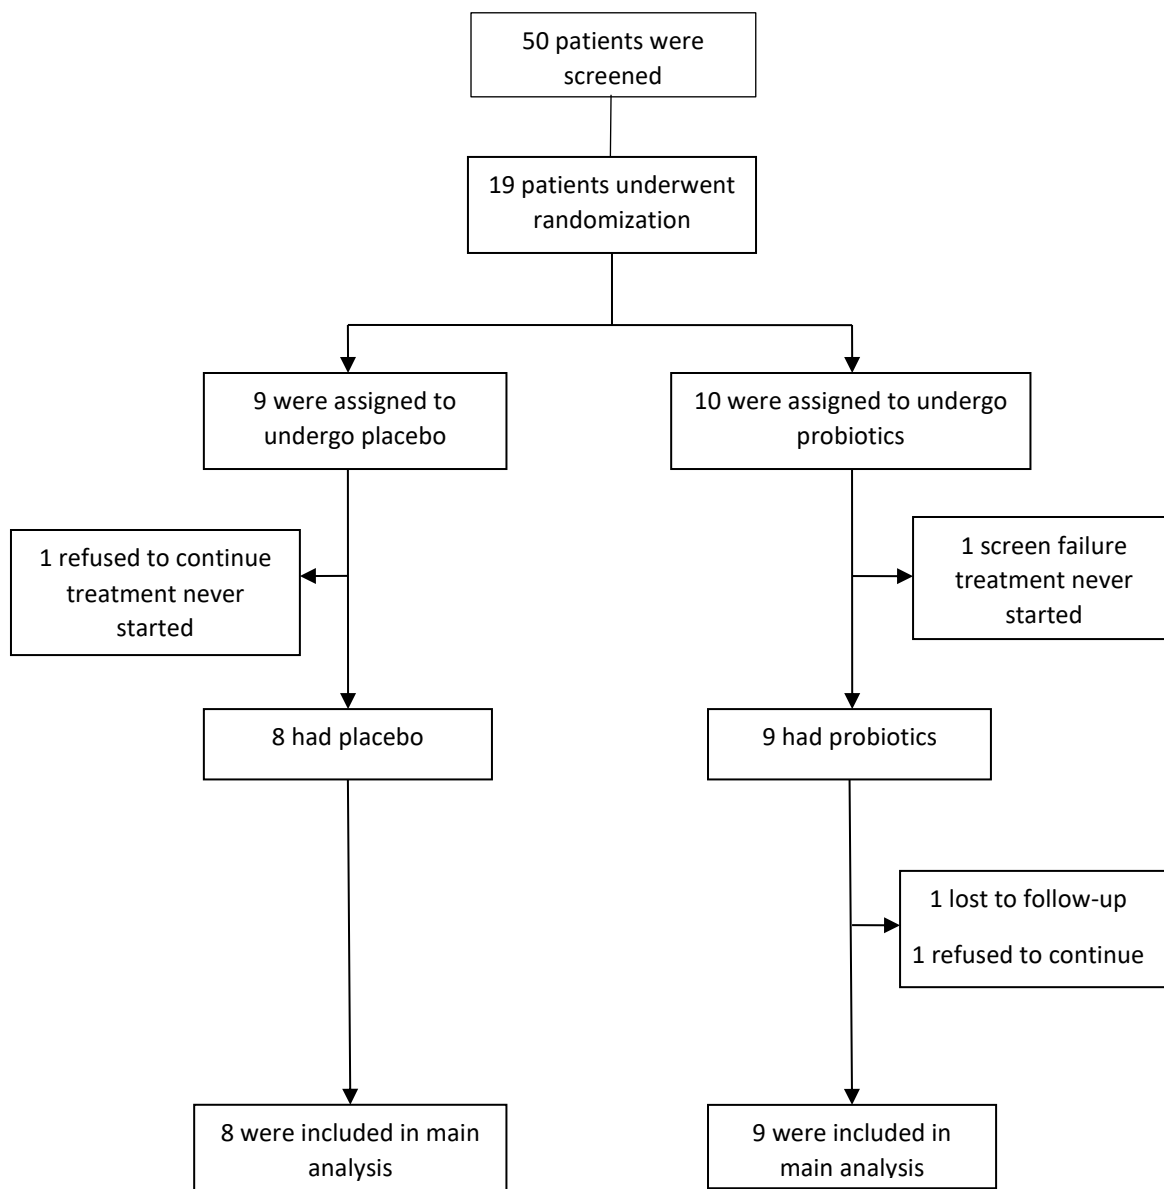 50 patients were
screened
19 patients underwent
randomization
9 were assigned to
undergo placebo
10 were assigned to undergo
probiotics
1 refused to continue
treatment never
started
1 screen failure
treatment never
started
8 had placebo
9 had probiotics
1 lost to follow-up
1 refused to continue
8 were included in main
analysis
9 were included in
main analysis